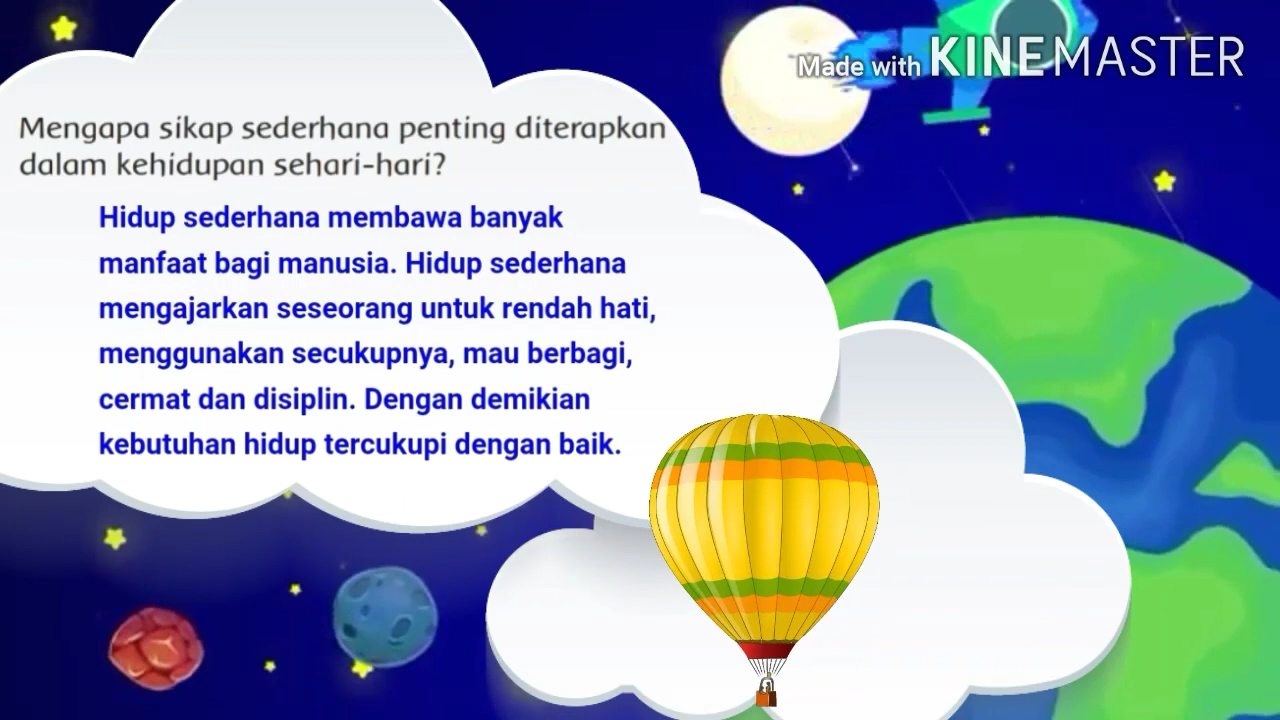 Made with KINEMASTER
Mengapa sikap sederhana penting diterapkan
dalam kehidupan sehari-hari?
Hidup sederhana membawa banyak
manfaat bagi manusia. Hidup sederhana
mengajarkan seseorang untuk rendah hati,
menggunakan secukupnya, mau berbagi,
cermat dan disiplin. Dengan demikian
kebutuhan hidup tercukupi dengan baik.